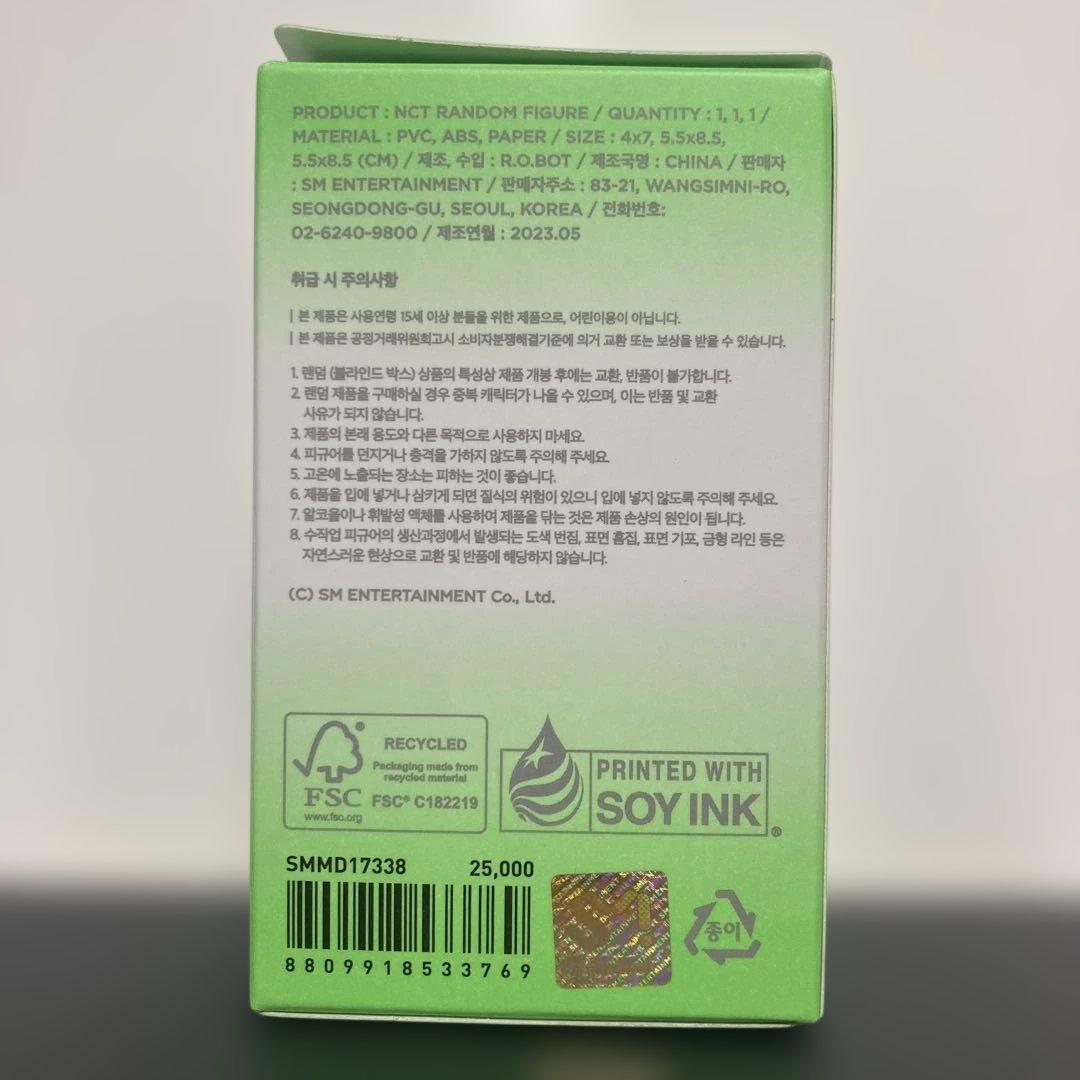 PRODUCT : NCT RANDOM FIGURE / QUANTITY : 1, 1, 1 /
MATERIAL : PVC, ABS, PAPER / SIZE : 4x7, 5.5x8.5,
5.5x8.5 (CM) / 제조, 수입 : R.O.BOT / 제조국명 : CHINA / 판매자
: SM ENTERTAINMENT / 판매자주소 : 83-21, WANGSIMNI-RO,
SEONGDONG-GU, SEOUL, KOREA / 전화번호:
02-6240-9800 / 제조연월 : 2023.05
취급 시 주의사항
| 본 제품은 사용연령 15세 이상 분들을 위한 제품으로, 어린이용이 아닙니다.
| 본 제품은 공정거래위원회고시 소비자분쟁해결기준에 의거 교환 또는 보상을 받을 수 있습니다.
1. 랜덤 (블라인드 박스) 상품의 특성상 제품 개봉 후에는 교환, 반품이 불가합니다.
2. 랜덤 제품을 구매하실 경우 중복 캐릭터가 나올 수 있으며, 이는 반품 및 교환
사유가 되지 않습니다.
3. 제품의 본래 용도와 다른 목적으로 사용하지 마세요.
4. 피규어를 던지거나 충격을 가하지 않도록 주의해 주세요.
5. 고온에 노출되는 장소는 피하는 것이 좋습니다.
6. 제품을 입에 넣거나 삼키게 되면 질식의 위험이 있으니 입에 넣지 않도록 주의해 주세요.
7. 알코올이나 휘발성 액체를 사용하여 제품을 닦는 것은 제품 손상의 원인이 됩니다.
8. 수작업 피규어의 생산과정에서 발생되는 도색 번짐, 표면 흠집, 표면 기포, 금형 라인 등은
자연스러운 현상으로 교환 및 반품에 해당하지 않습니다.
(C) SM ENTERTAINMENT Co., Ltd.
RECYCLED
Packaging made from
recycled material
FSC® C182219
FSC
www.fsc.org
®
PRINTED WITH
SOY INK
®
SMMD17338 25,000
8809918533769
종이